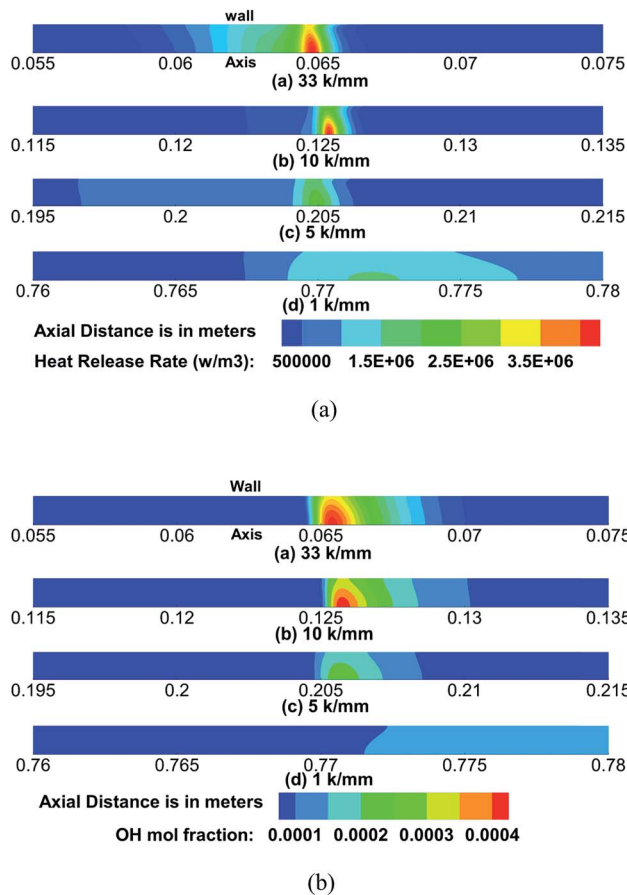 wall
0.055 0.06 0.065 0.07 0.075
Axis
(a) 33 k/mm
0.115 0.12 0.125 0.13 0.135
(b) 10 k/mm
0.195 0.2 0.205 0.21 0.215
(c) 5 k/mm
0.76 0.765 0.77 0.775 0.78
(d) 1 k/mm
Axial Distance is in meters
Heat Release Rate (w/m3): 500000 1.5E+06 2.5E+06 3.5E+06
(a)
Wall
0.055 0.06 0.065 0.07 0.075
Axis
(a) 33 k/mm
0.115 0.12 0.125 0.13 0.135
(b) 10 k/mm
0.195 0.2 0.205 0.21 0.215
(c) 5 k/mm
0.76 0.765 0.77 0.775 0.78
(d) 1 k/mm
Axial Distance is in meters
OH mol fraction: 0.0001 0.0002 0.0003 0.0004
(b)